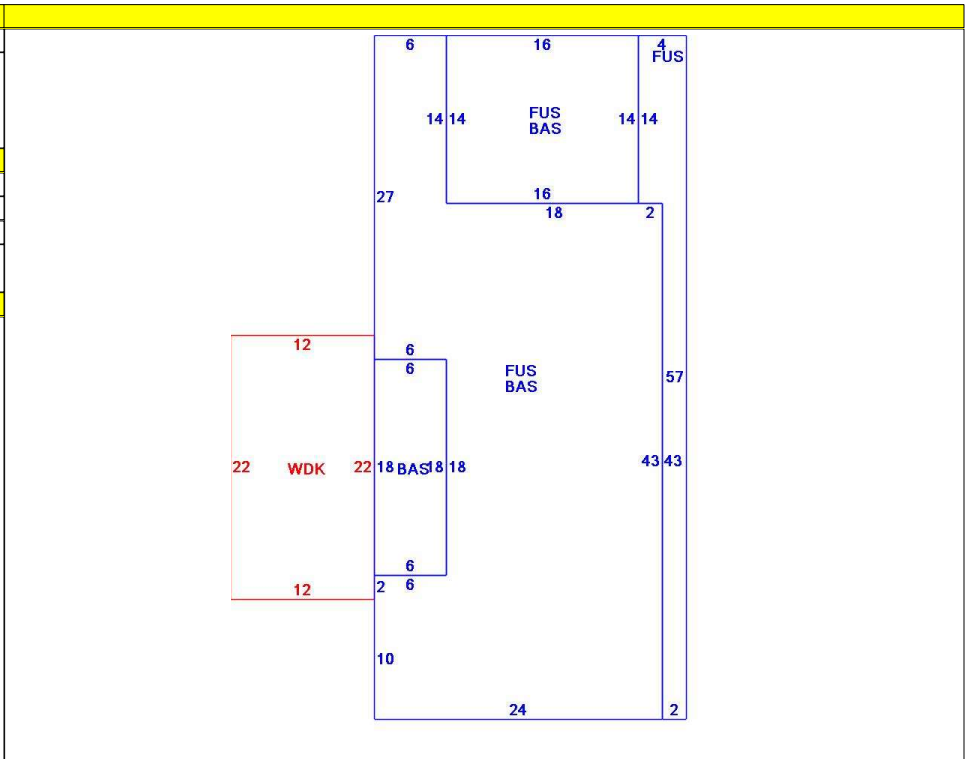 6 16 4
FUS
14 14 FUS 14 14
BAS
27 16
18 2
12 6
6 FUS
BAS 57
22 WDK 22 18 BAS 18 18 43 43
6
12 2 6
10
24 2